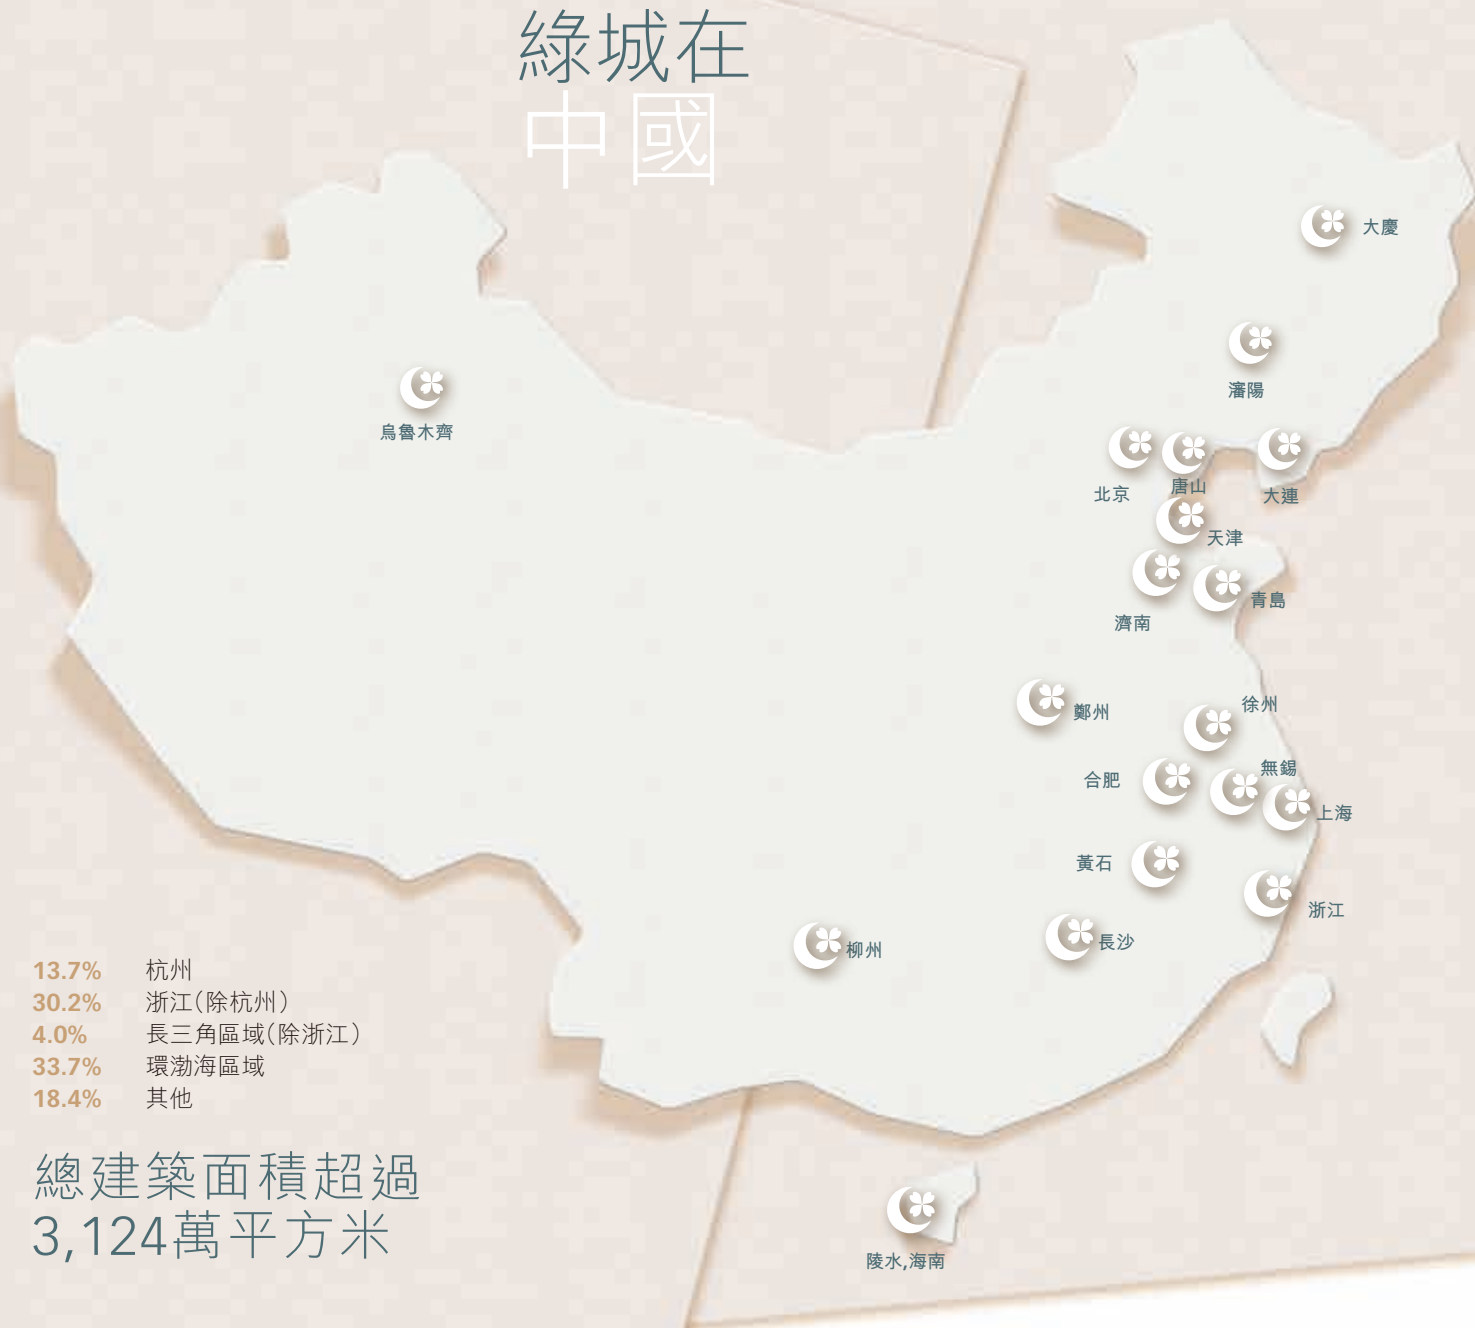 綠城在
中國
大慶
瀋陽
烏魯木齊
北京
唐山
大連
天津
青島
濟南
徐州
鄭州
無錫
合肥
上海
黃石
浙江
長沙
柳州
13.7% 杭州
30.2% 浙江(除杭州)
4.0% 長三角區域(除浙江)
33.7% 環渤海區域
18.4% 其他
總建築面積超過
3,124萬平方米
陵水,海南